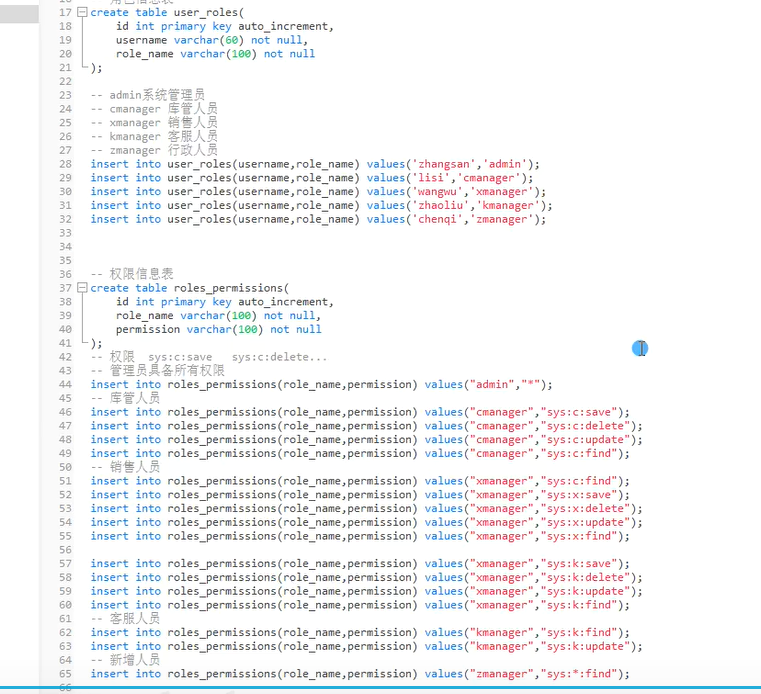 17 create table user_roles(
18 id int primary key auto_increment,
19 username varchar(60) not null,
20 role_name varchar(100) not null
21 );
22
23 -- admin系统管理员
24 -- cmanager 库管人员
25 -- xmanager 销售人员
26 -- kmanager 客服人员
27 -- zmanager 行政人员
28 insert into user_roles(username,role_name) values('zhangsan','admin');
29 insert into user_roles(username,role_name) values('lisi','cmanager');
30 insert into user_roles(username,role_name) values('wangwu','xmanager');
31 insert into user_roles(username,role_name) values('zhaoliu','kmanager');
32 insert into user_roles(username,role_name) values('chenqi','zmanager');
33
34
35
36 -- 权限信息表
37 create table roles_permissions(
38 id int primary key auto_increment,
39 role_name varchar(100) not null,
40 permission varchar(100) not null
41 );
42 -- 权限 sys:c:save sys:c:delete...
43 -- 管理员具备所有权限
44 insert into roles_permissions(role_name,permission) values("admin","*");
45 -- 库管人员
46 insert into roles_permissions(role_name,permission) values("cmanager","sys:c:save");
47 insert into roles_permissions(role_name,permission) values("cmanager","sys:c:delete");
48 insert into roles_permissions(role_name,permission) values("cmanager","sys:c:update");
49 insert into roles_permissions(role_name,permission) values("cmanager","sys:c:find");
50 -- 销售人员
51 insert into roles_permissions(role_name,permission) values("xmanager","sys:c:find");
52 insert into roles_permissions(role_name,permission) values("xmanager","sys:x:save");
53 insert into roles_permissions(role_name,permission) values("xmanager","sys:x:delete");
54 insert into roles_permissions(role_name,permission) values("xmanager","sys:x:update");
55 insert into roles_permissions(role_name,permission) values("xmanager","sys:x:find");
56
57 insert into roles_permissions(role_name,permission) values("xmanager","sys:k:save");
58 insert into roles_permissions(role_name,permission) values("xmanager","sys:k:delete");
59 insert into roles_permissions(role_name,permission) values("xmanager","sys:k:update");
60 insert into roles_permissions(role_name,permission) values("xmanager","sys:k:find");
61 -- 客服人员
62 insert into roles_permissions(role_name,permission) values("kmanager","sys:k:find");
63 insert into roles_permissions(role_name,permission) values("kmanager","sys:k:update");
64 -- 新增人员
65 insert into roles_permissions(role_name,permission) values("zmanager","sys:*:find");